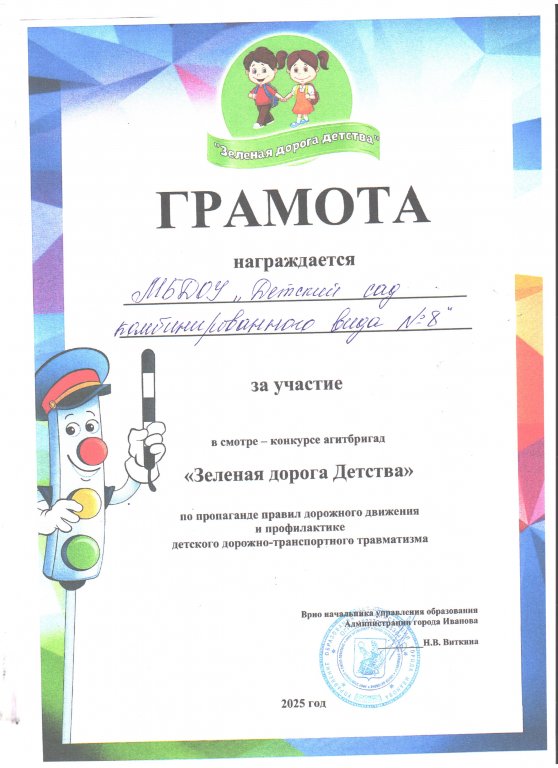 "Зеленая дорога детства"
ГРАМОТА
награждается
МБДОУ „Детский сад
комбинированного вида №8"
за участие
в смотре – конкурсе агитбригад
«Зеленая дорога Детства»
по пропаганде правил дорожного движения
и профилактике
детского дорожно-транспортного травматизма
Врио начальника управления образования
Администрации города Иванова
Н.В. Виткина
2025 год